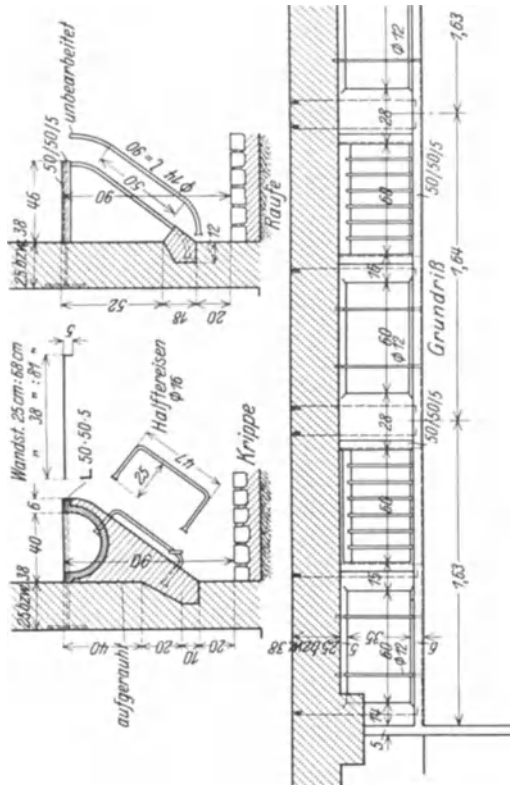 Wandst. 25 cm: 68 cm
" 38 " : 81 "
5
L 50·50·5
25 bzw. 38
40
6
Halftereisen
φ 16
25
47
90
aufgerauht
40
20
10
20
Krippe
25 bzw. 38
46
50/50/5
unbearbeitet
φ 14 L = 90
50
90
12
52
18
20
Raufe
25 bzw. 38
5
35
6
5
14
60
φ 12
15
60
28
60
φ 12
16
68
28
φ 12
50/50/5
50/50/5
Grundriß
1,63
1,64
1,63